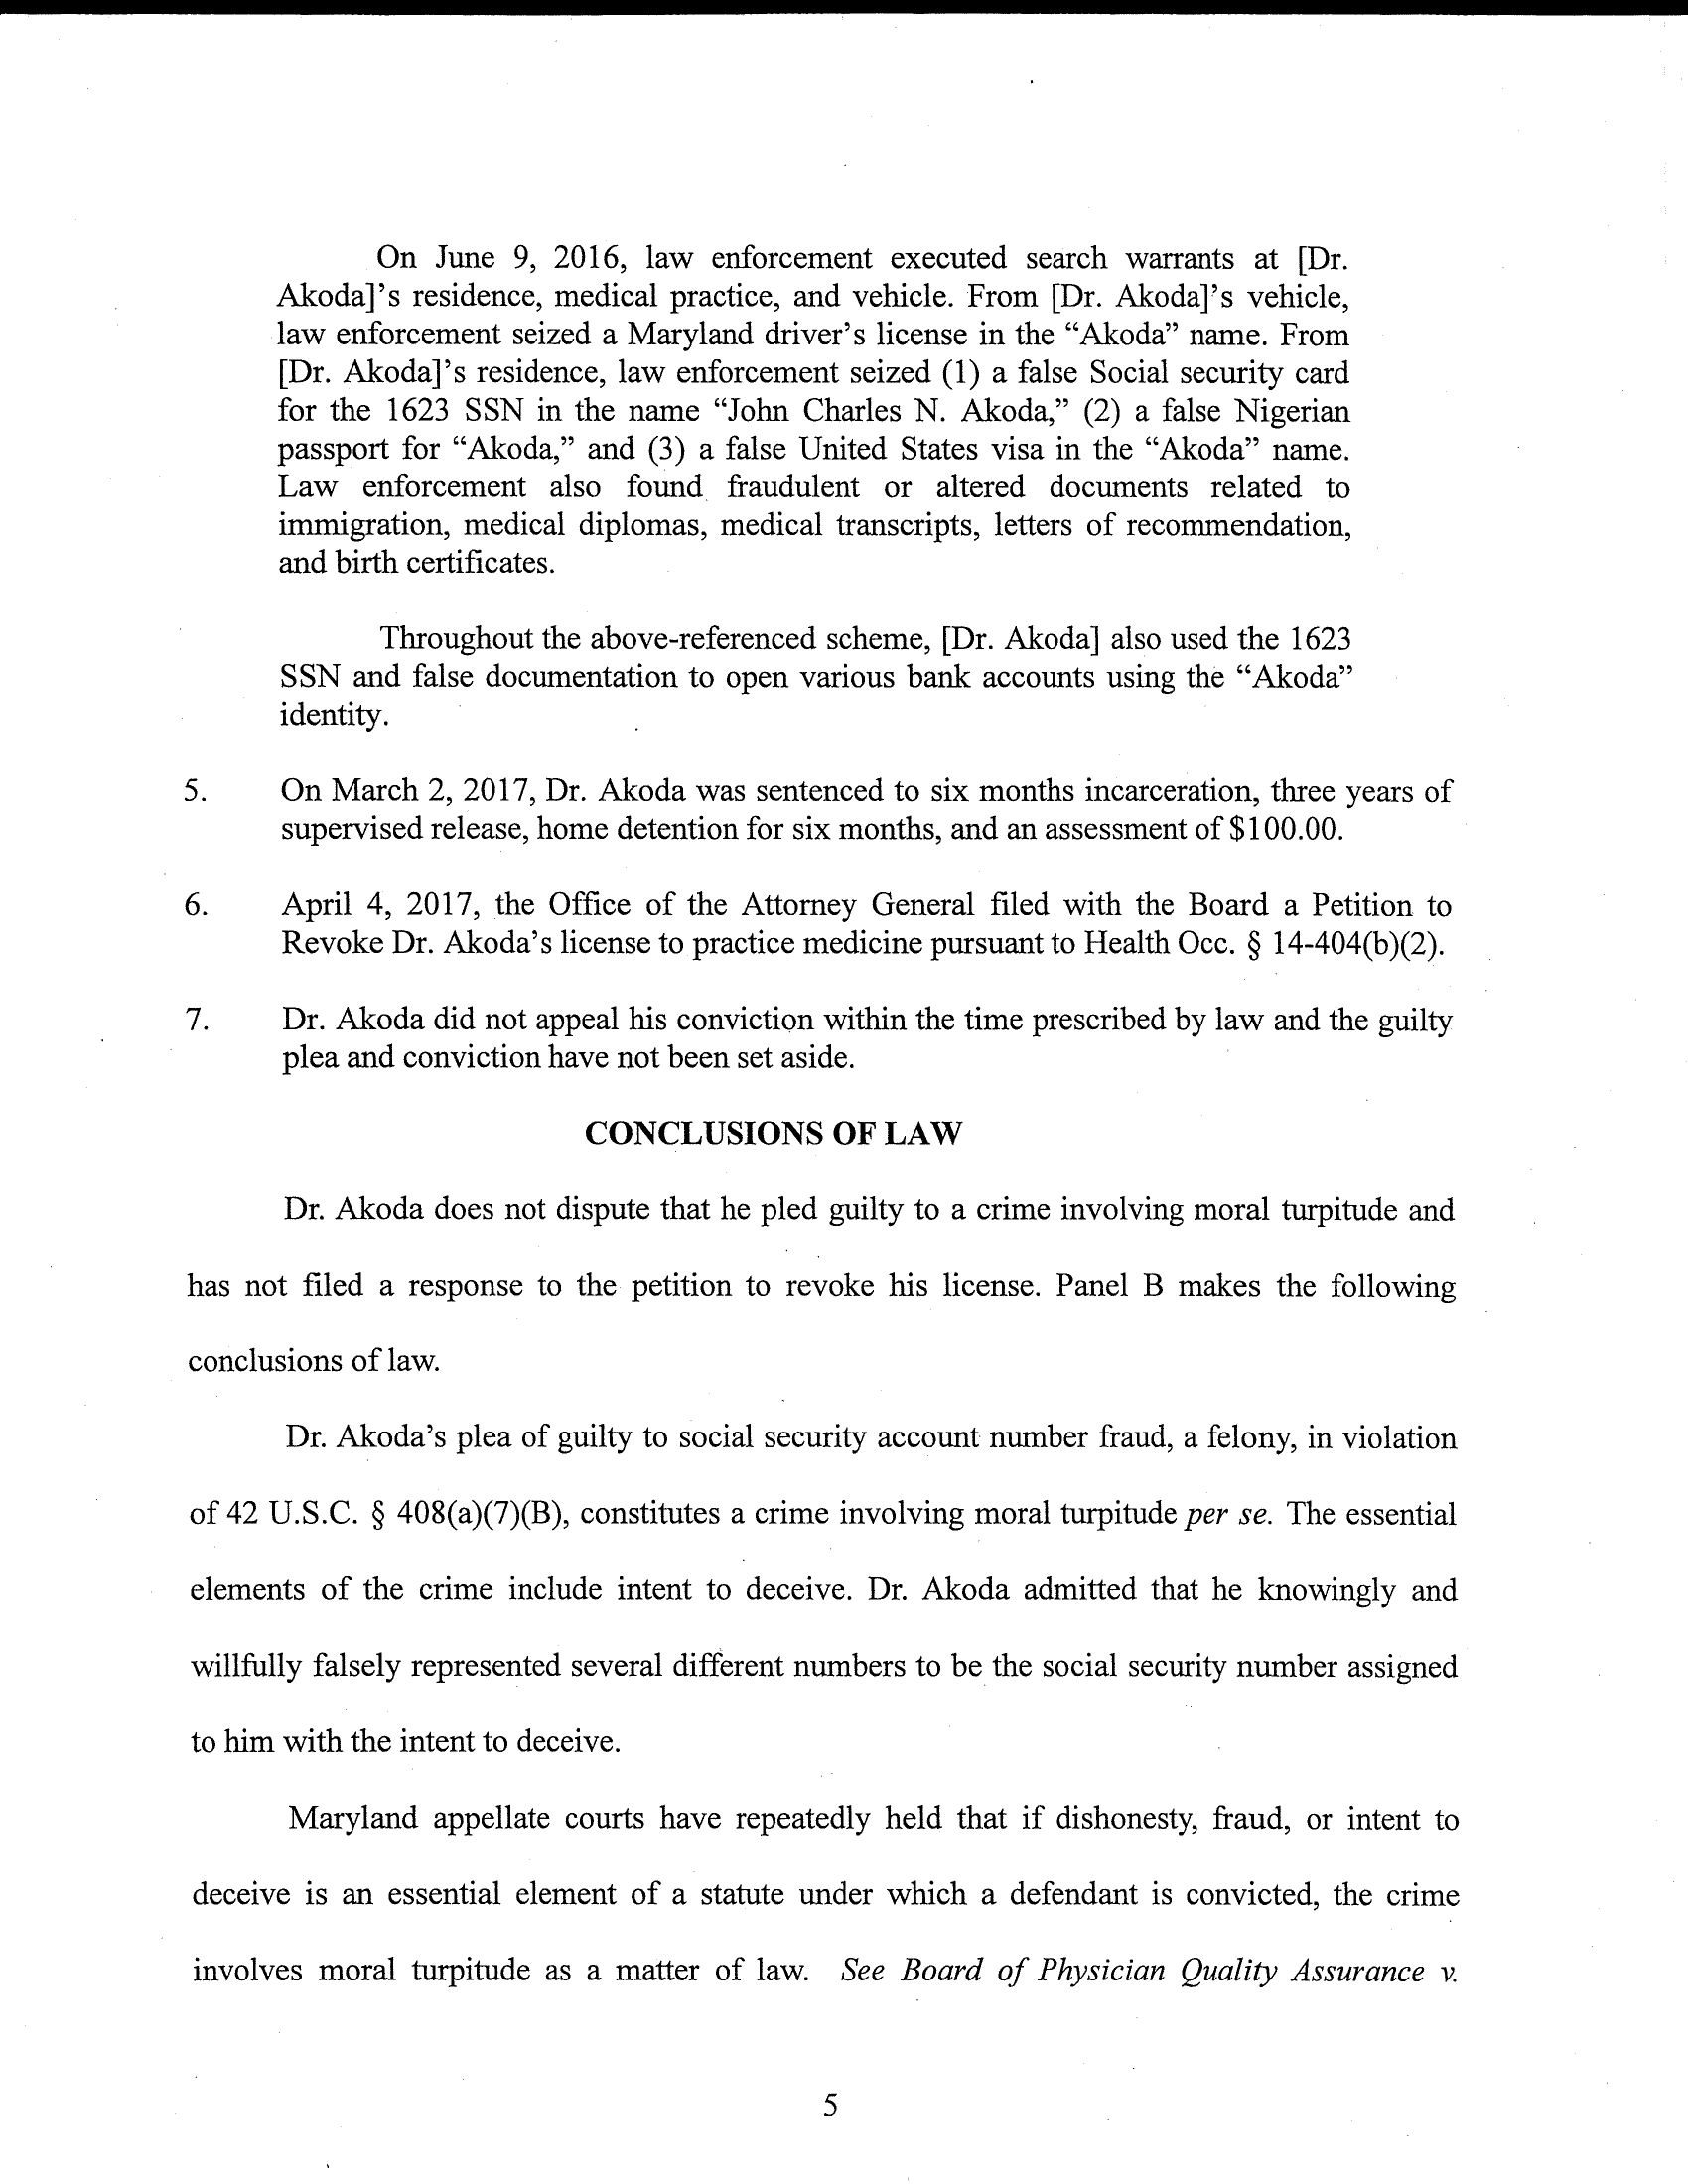 On June 9, 2016, law enforcement executed search warrants at [Dr.
Akoda]'s residence, medical practice, and vehicle. From [Dr. Akoda]'s vehicle,
law enforcement seized a Maryland driver's license in the “Akoda” name. From
[Dr. Akoda]'s residence, law enforcement seized (1) a false Social security card
for the 1623 SSN in the name “John Charles N. Akoda,” (2) a false Nigerian
passport for “Akoda,” and (3) a false United States visa in the “Akoda” name.
Law enforcement also found fraudulent or altered documents related to
immigration, medical diplomas, medical transcripts, letters of recommendation,
and birth certificates.
Throughout the above-referenced scheme, [Dr. Akoda] also used the 1623
SSN and false documentation to open various bank accounts using the “Akoda”
identity.
5. On March 2, 2017, Dr. Akoda was sentenced to six months incarceration, three years of
supervised release, home detention for six months, and an assessment of $100.00.
6. April 4, 2017, the Office of the Attorney General filed with the Board a Petition to
Revoke Dr. Akoda's license to practice medicine pursuant to Health Occ. § 14-404(b)(2).
7. Dr. Akoda did not appeal his conviction within the time prescribed by law and the guilty
plea and conviction have not been set aside.
CONCLUSIONS OF LAW
Dr. Akoda does not dispute that he pled guilty to a crime involving moral turpitude and
has not filed a response to the petition to revoke his license. Panel B makes the following
conclusions of law.
Dr. Akoda's plea of guilty to social security account number fraud, a felony, in violation
of 42 U.S.C. § 408(a)(7)(B), constitutes a crime involving moral turpitude per se. The essential
elements of the crime include intent to deceive. Dr. Akoda admitted that he knowingly and
willfully falsely represented several different numbers to be the social security number assigned
to him with the intent to deceive.
Maryland appellate courts have repeatedly held that if dishonesty, fraud, or intent to
deceive is an essential element of a statute under which a defendant is convicted, the crime
involves moral turpitude as a matter of law. See Board of Physician Quality Assurance v.
5